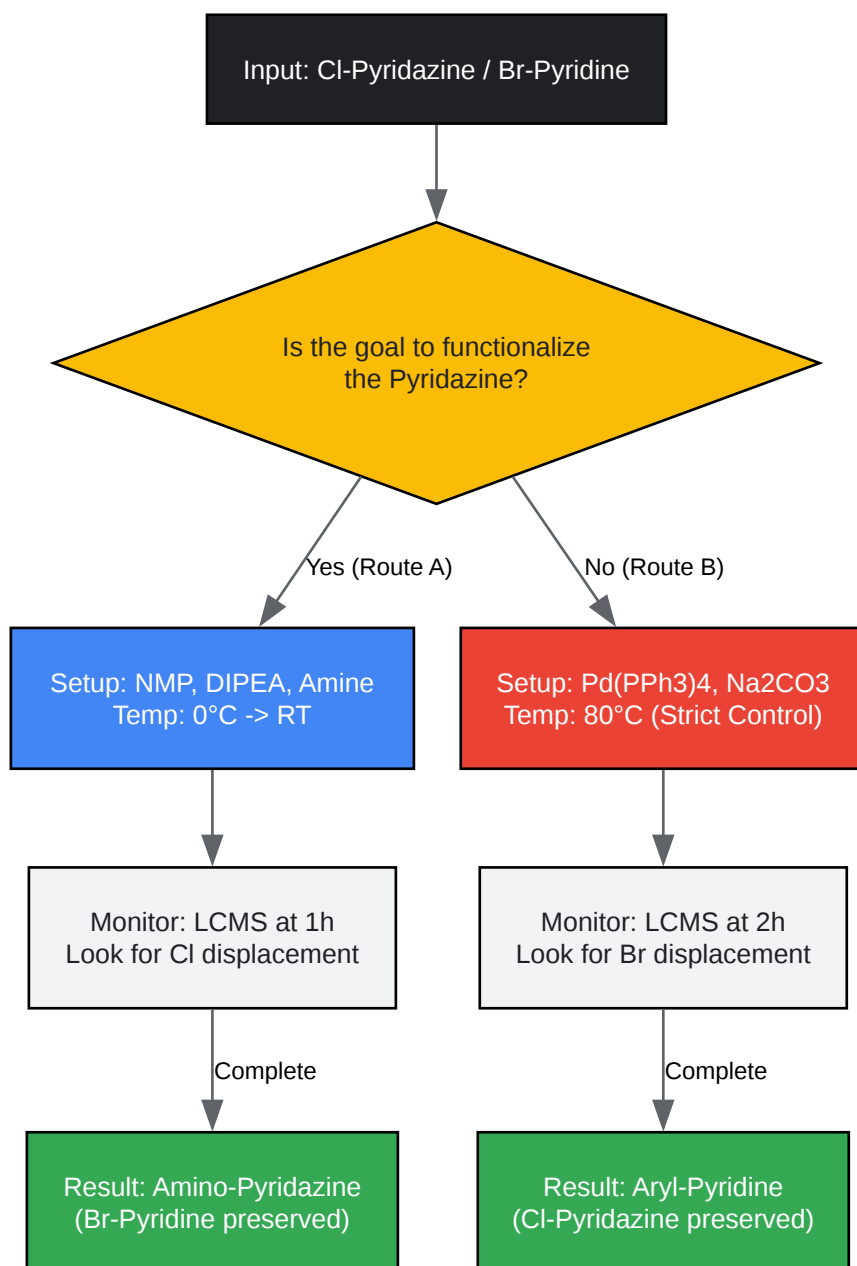 Input: Cl-Pyridazine / Br-Pyridine
Is the goal to functionalize
the Pyridazine?
Yes (Route A)
No (Route B)
Setup: NMP, DIPEA, Amine
Temp: 0°C -> RT
Setup: Pd(PPh3)4, Na2CO3
Temp: 80°C (Strict Control)
Monitor: LCMS at 1h
Look for Cl displacement
Monitor: LCMS at 2h
Look for Br displacement
Complete
Complete
Result: Amino-Pyridazine
(Br-Pyridine preserved)
Result: Aryl-Pyridine
(Cl-Pyridazine preserved)